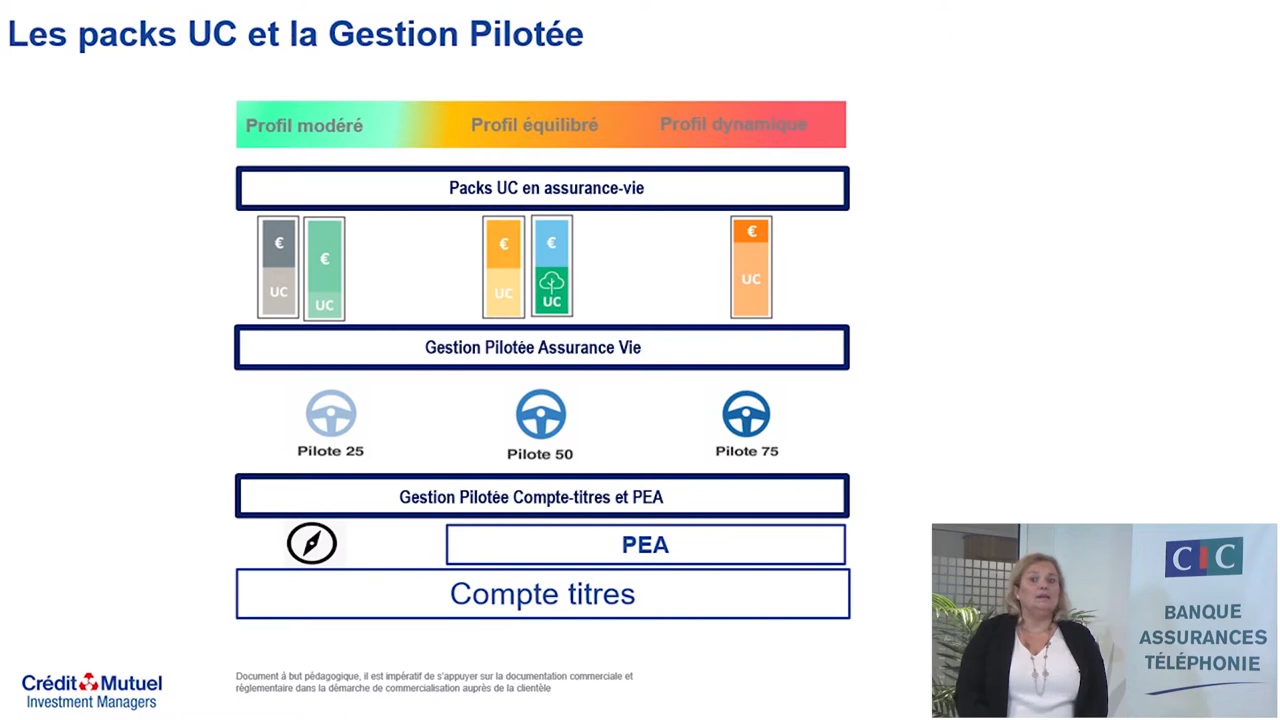 Les packs UC et la Gestion Pilotée
Profil modéré
Profil équilibré
Profil dynamique
Packs UC en assurance-vie
€
UC
€
UC
€
UC
€
UC
€
UC
Gestion Pilotée Assurance Vie
Pilote 25
Pilote 50
Pilote 75
Gestion Pilotée Compte-titres et PEA
PEA
Compte titres
Crédit Mutuel
Investment Managers
Document à but pédagogique, il est impératif de s'appuyer sur la documentation commerciale et
réglementaire dans la démarche de commercialisation auprès de la clientèle
CIC
BANQUE
ASSURANCES
TÉLÉPHONIE